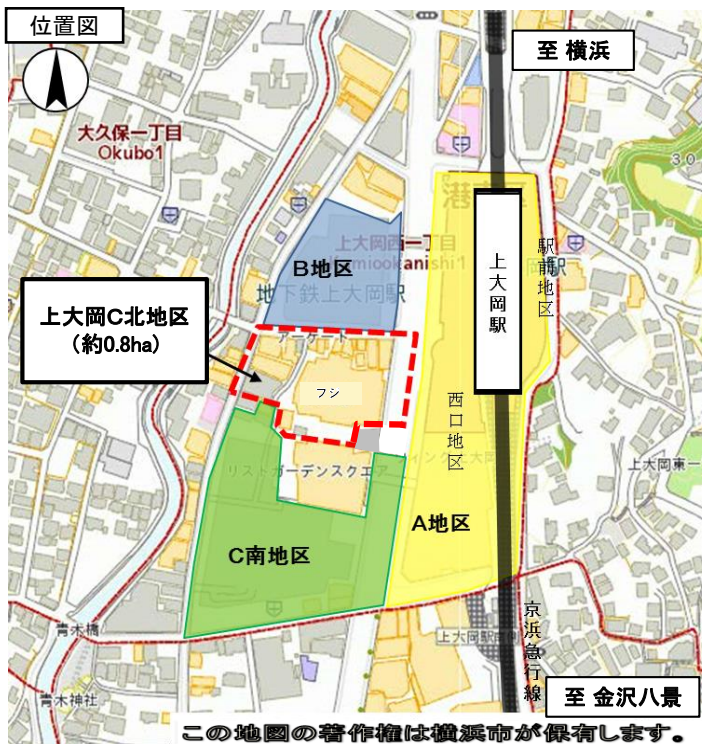 位置図
至 横浜
大久保一丁目
Okubo1
30
上大岡西一丁目
B地区
地下鉄上大岡駅
駅前地区
上大岡駅
上大岡C北地区
(約0.8ha)
アーケード
フジ
西口地区
リストガーデンスクエア
上大岡東一
A地区
C南地区
青木橋
京浜急行線
青木神社
至 金沢八景
この地図の著作権は横浜市が保有します。